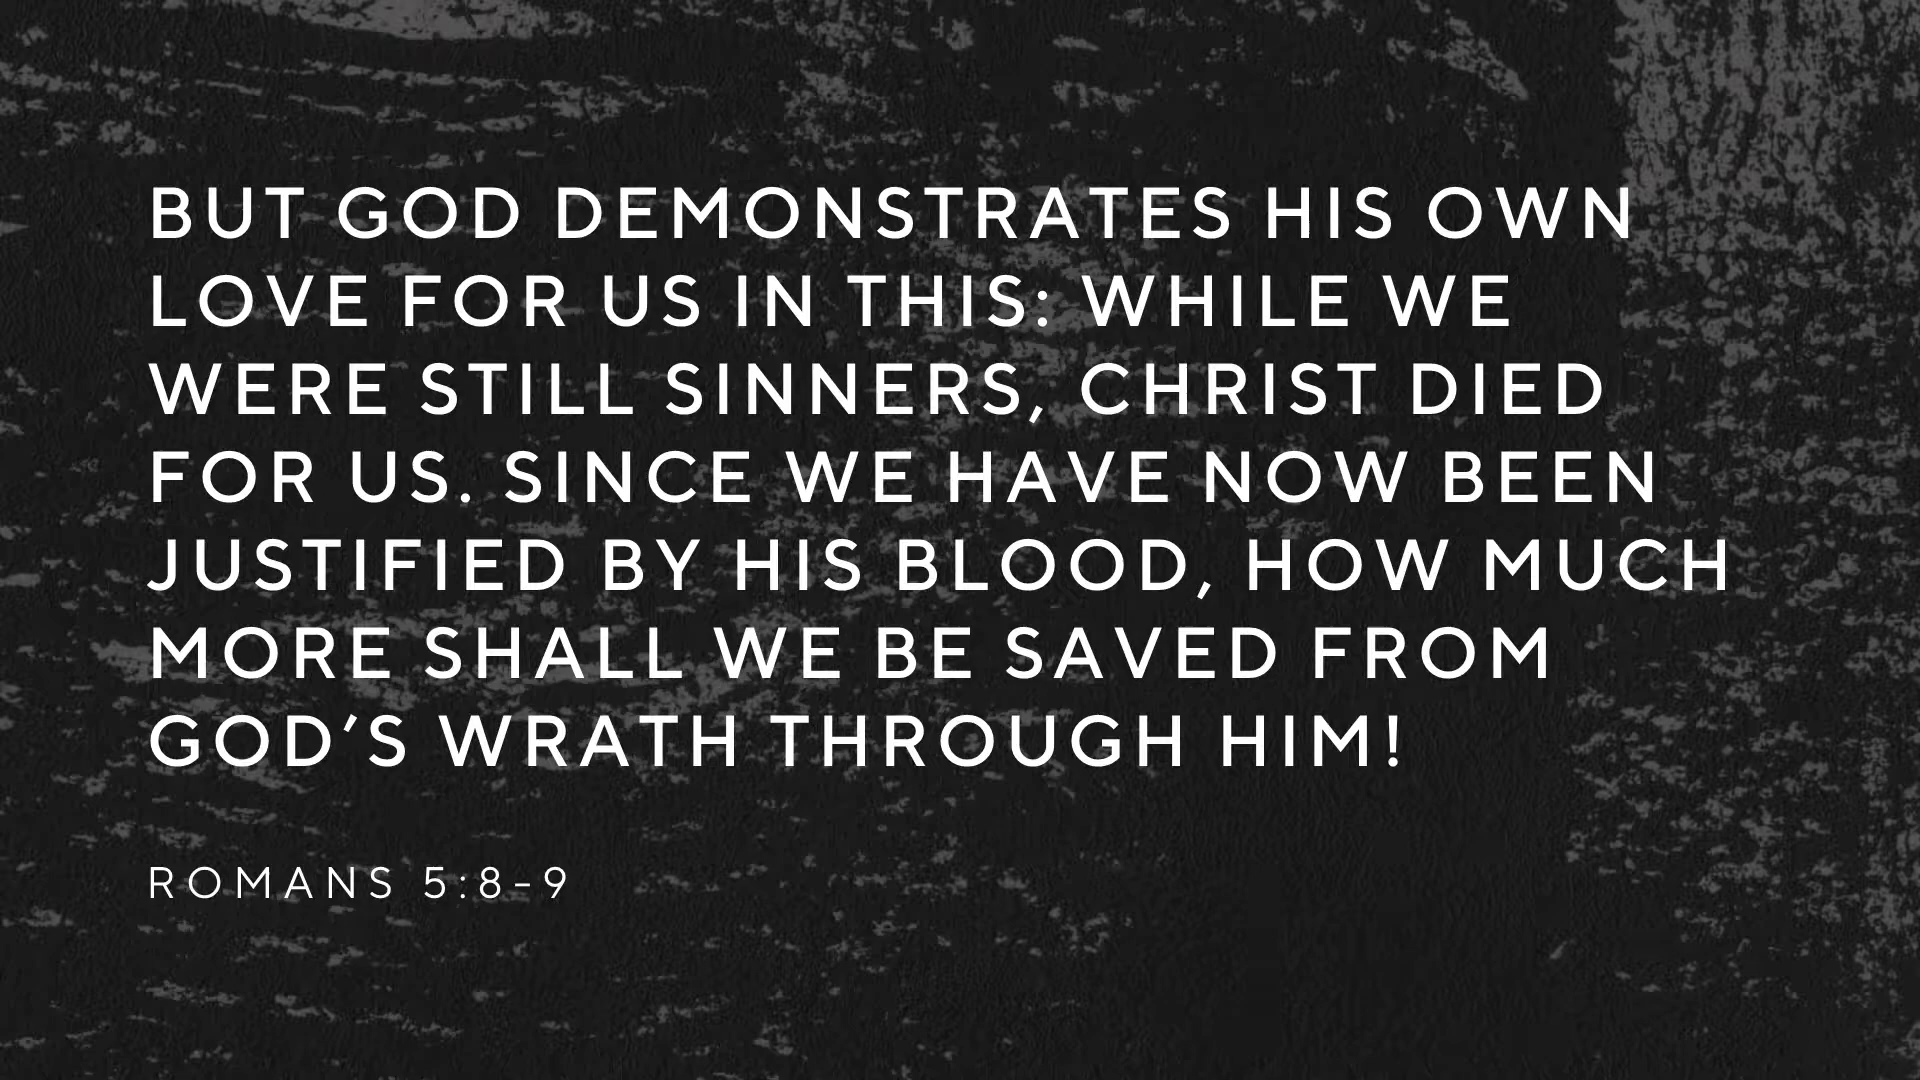 BUT GOD DEMONSTRATES HIS OWN
LOVE FOR US IN THIS: WHILE WE
WERE STILL SINNERS, CHRIST DIED
FOR US. SINCE WE HAVE NOW BEEN
JUSTIFIED BY HIS BLOOD, HOW MUCH
MORE SHALL WE BE SAVED FROM
GOD’S WRATH THROUGH HIM!
ROMANS 5:8-9